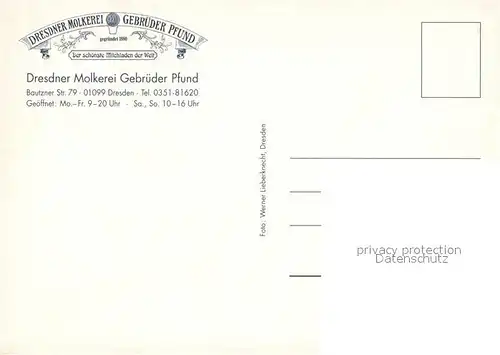 DRESDNER MOLKEREI GEBRÜDER PFUND
gegründet 1880
Der schönste Milchladen der Welt
Dresdner Molkerei Gebrüder Pfund
Bautzner Str. 79 · 01099 Dresden · Tel. 0351-81620
Geöffnet: Mo.–Fr. 9–20 Uhr · Sa., So. 10–16 Uhr
Foto: Werner Lieberknecht, Dresden
privacy protection
Datenschutz